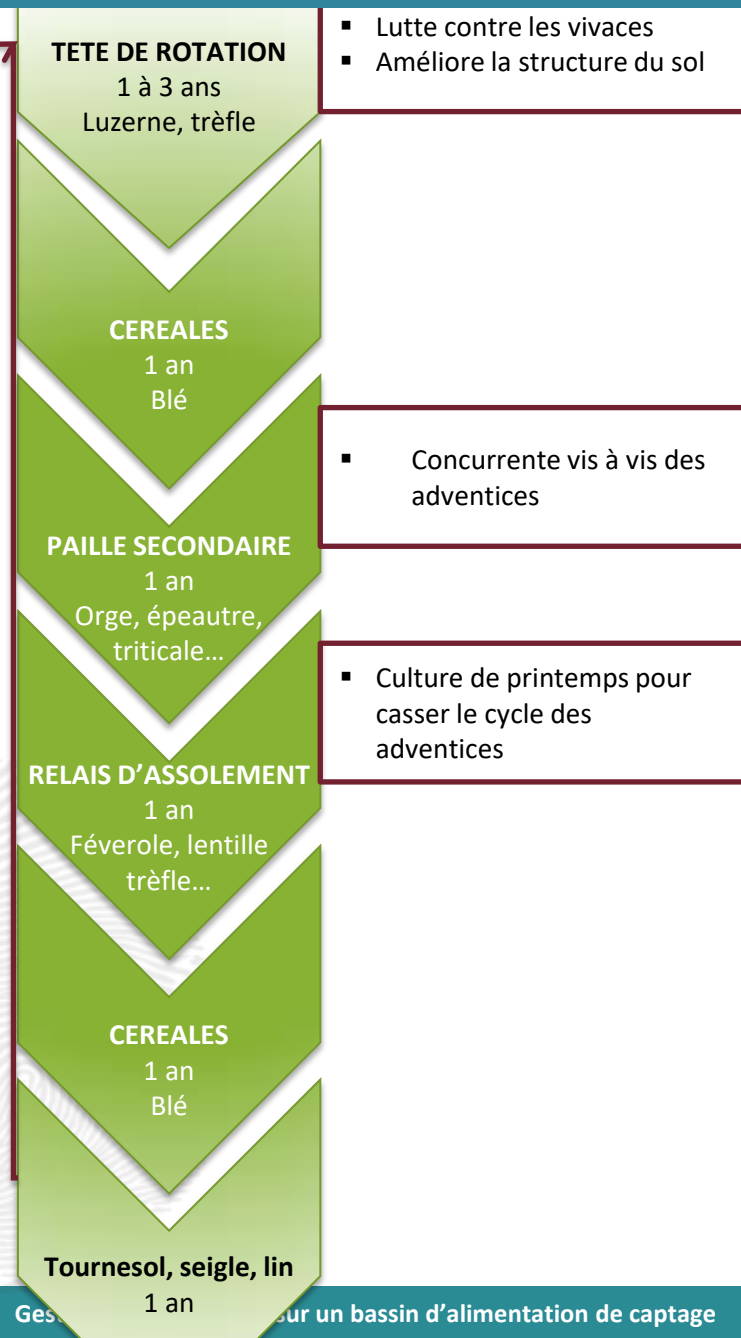 TETE DE ROTATION
1 à 3 ans
Luzerne, trèfle
▪ Lutte contre les vivaces
▪ Améliore la structure du sol
CEREALES
1 an
Blé
▪ Concurrente vis à vis des
adventices
PAILLE SECONDAIRE
1 an
Orge, épeautre,
triticale…
▪ Culture de printemps pour
casser le cycle des
adventices
RELAIS D’ASSOLEMENT
1 an
Féverole, lentille
trèfle…
CEREALES
1 an
Blé
Tournesol, seigle, lin
1 an
sur un bassin d’alimentation de captage